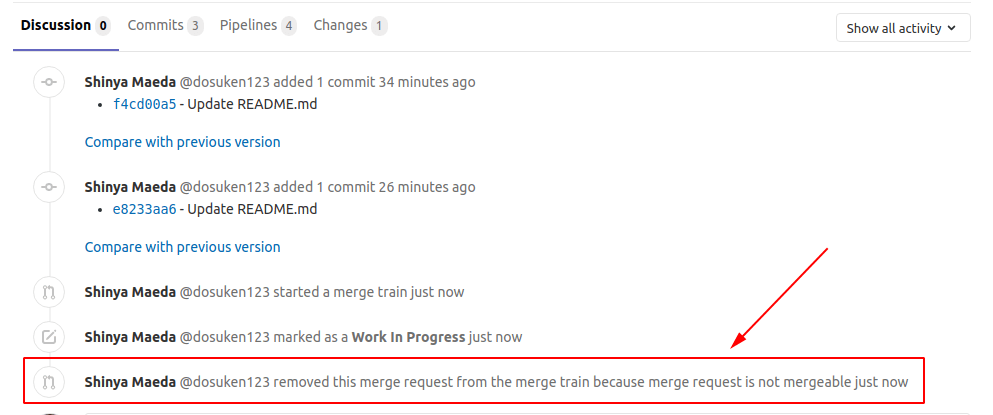 Discussion 0 Commits 3 Pipelines 4 Changes 1 Show all activity
Shinya Maeda @dosuken123 added 1 commit 34 minutes ago
• f4cd00a5 - Update README.md
Compare with previous version
Shinya Maeda @dosuken123 added 1 commit 26 minutes ago
• e8233aa6 - Update README.md
Compare with previous version
Shinya Maeda @dosuken123 started a merge train just now
Shinya Maeda @dosuken123 marked as a Work In Progress just now
Shinya Maeda @dosuken123 removed this merge request from the merge train because merge request is not mergeable just now